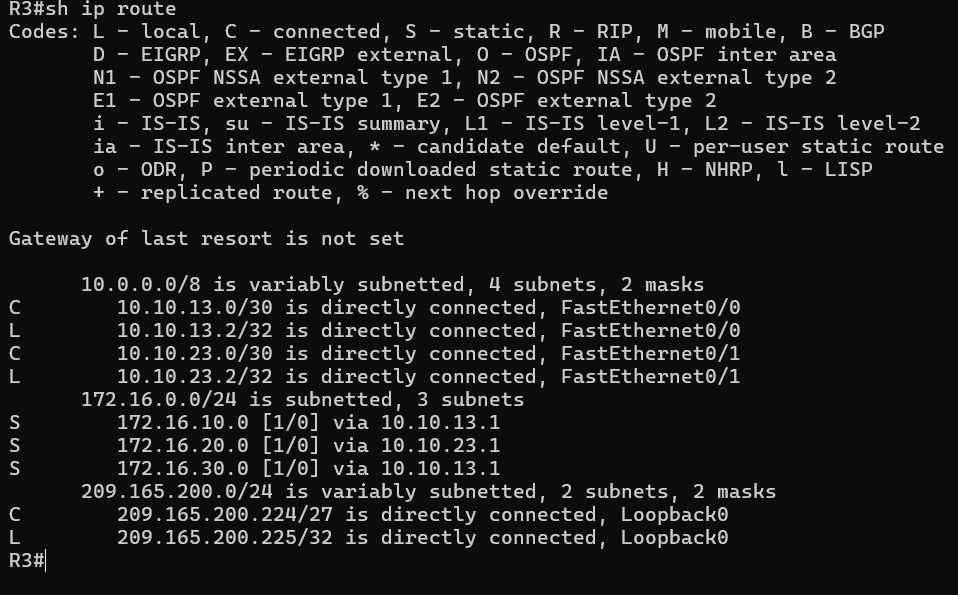 R3#sh ip route
Codes: L - local, C - connected, S - static, R - RIP, M - mobile, B - BGP
       D - EIGRP, EX - EIGRP external, O - OSPF, IA - OSPF inter area
       N1 - OSPF NSSA external type 1, N2 - OSPF NSSA external type 2
       E1 - OSPF external type 1, E2 - OSPF external type 2
       i - IS-IS, su - IS-IS summary, L1 - IS-IS level-1, L2 - IS-IS level-2
       ia - IS-IS inter area, * - candidate default, U - per-user static route
       o - ODR, P - periodic downloaded static route, H - NHRP, l - LISP
       + - replicated route, % - next hop override

Gateway of last resort is not set

      10.0.0.0/8 is variably subnetted, 4 subnets, 2 masks
C        10.10.13.0/30 is directly connected, FastEthernet0/0
L        10.10.13.2/32 is directly connected, FastEthernet0/0
C        10.10.23.0/30 is directly connected, FastEthernet0/1
L        10.10.23.2/32 is directly connected, FastEthernet0/1
      172.16.0.0/24 is subnetted, 3 subnets
S        172.16.10.0 [1/0] via 10.10.13.1
S        172.16.20.0 [1/0] via 10.10.23.1
S        172.16.30.0 [1/0] via 10.10.13.1
      209.165.200.0/24 is variably subnetted, 2 subnets, 2 masks
C        209.165.200.224/27 is directly connected, Loopback0
L        209.165.200.225/32 is directly connected, Loopback0
R3#